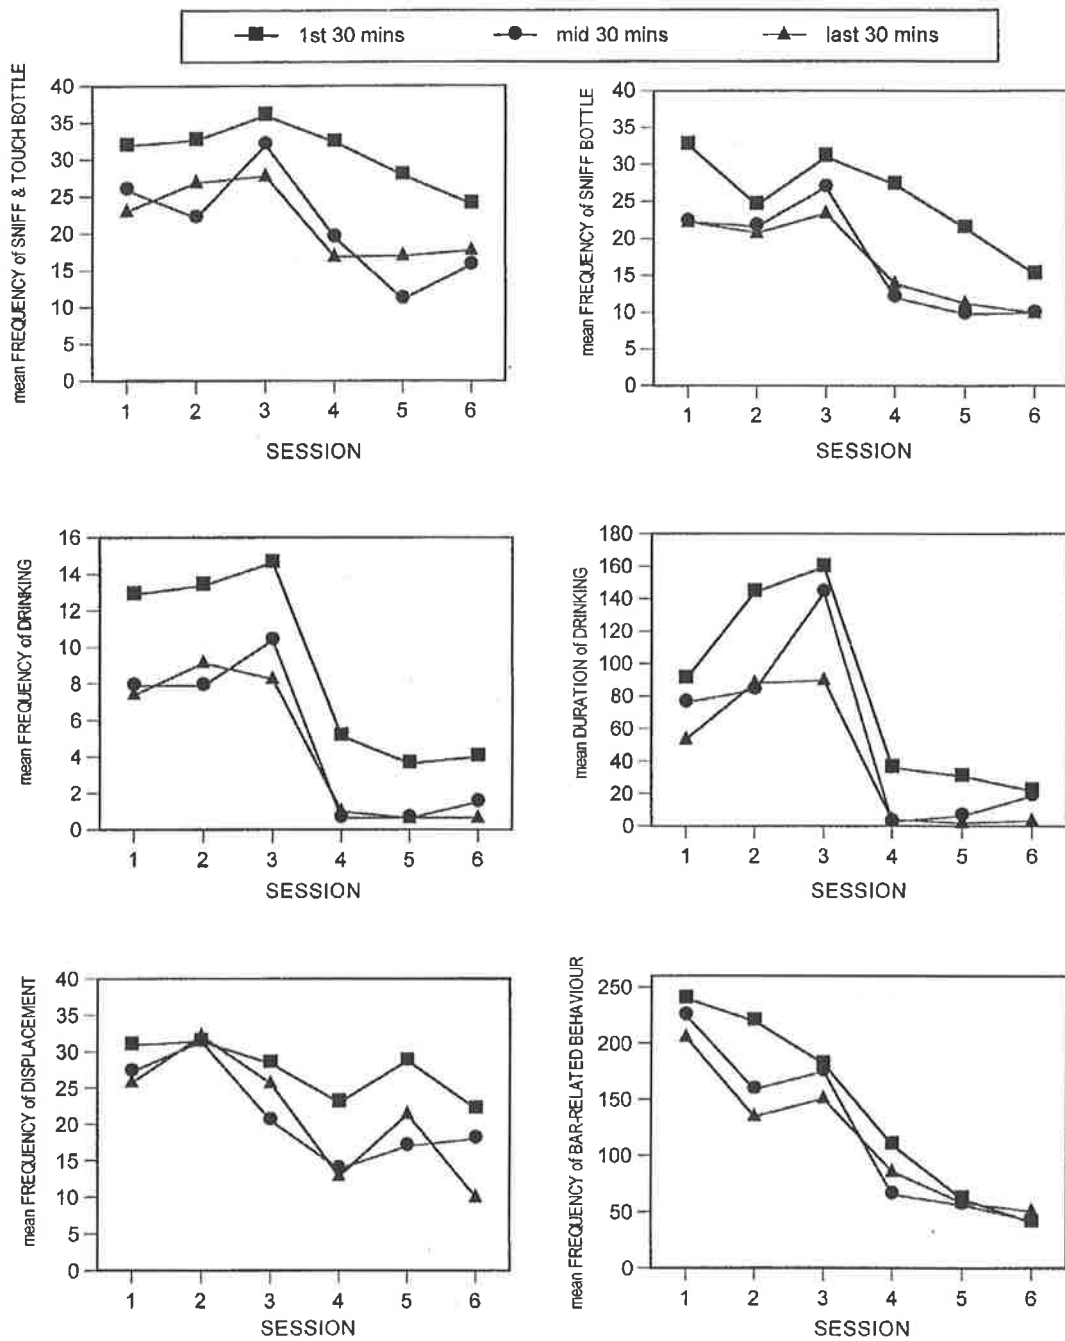 1st 30 mins mid 30 mins last 30 mins
mean FREQUENCY of SNIFF & TOUCH BOTTLE
40
35
30
25
20
15
10
5
0
1 2 3 4 5 6
SESSION
mean FREQUENCY of SNIFF BOTTLE
40
35
30
25
20
15
10
5
0
1 2 3 4 5 6
SESSION
mean FREQUENCY of DRINKING
16
14
12
10
8
6
4
2
0
1 2 3 4 5 6
SESSION
mean DURATION of DRINKING
180
160
140
120
100
80
60
40
20
0
1 2 3 4 5 6
SESSION
mean FREQUENCY of DISPLACEMENT
40
35
30
25
20
15
10
5
0
1 2 3 4 5 6
SESSION
mean FREQUENCY of BAR-RELATED BEHAVIOUR
250
200
150
100
50
0
1 2 3 4 5 6
SESSION